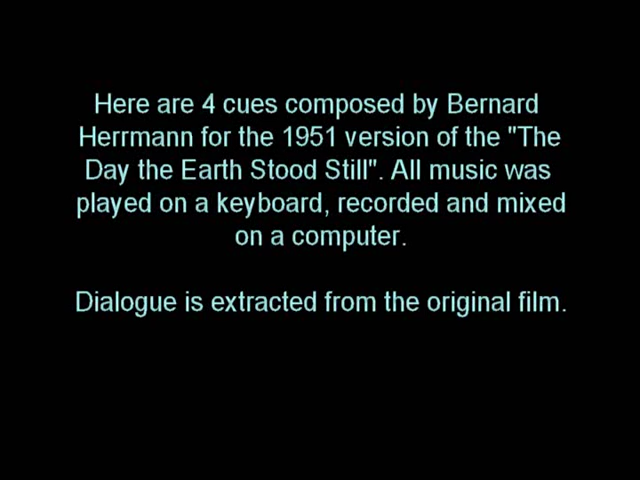 Here are 4 cues composed by Bernard
Herrmann for the 1951 version of the "The
Day the Earth Stood Still". All music was
played on a keyboard, recorded and mixed
on a computer.
Dialogue is extracted from the original film.